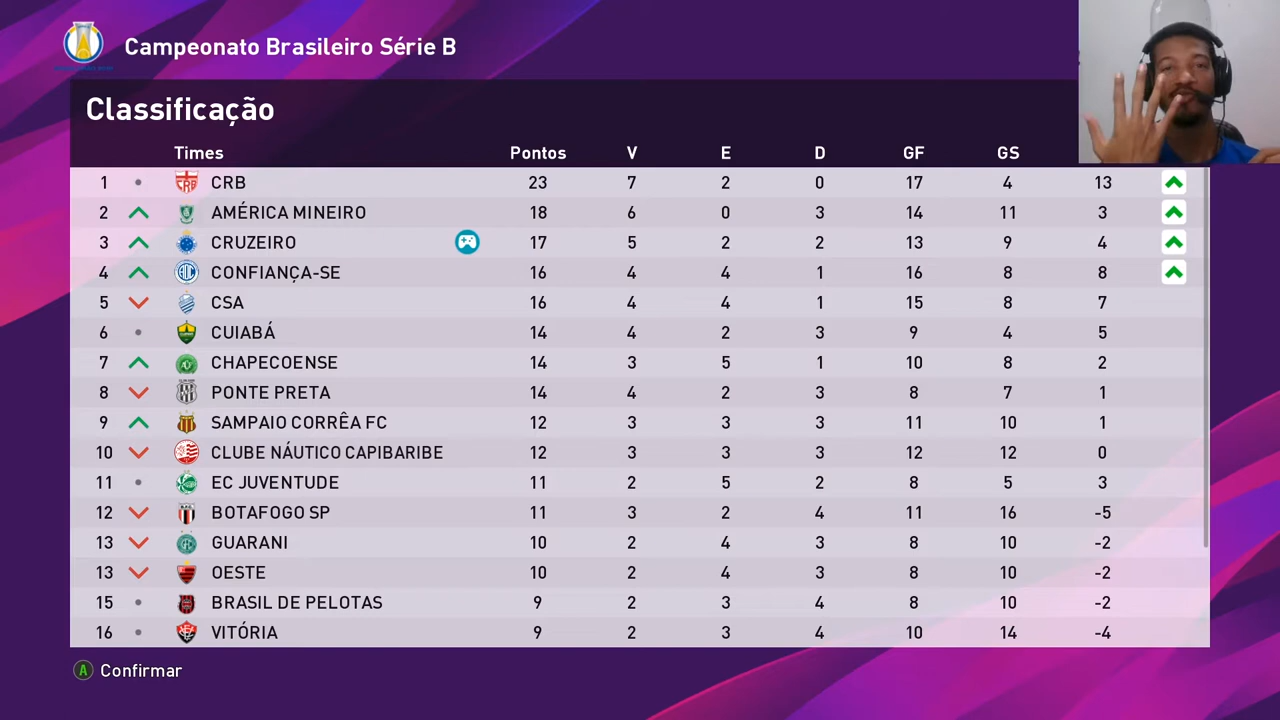 Campeonato Brasileiro Série B
Classificação
Times Pontos V E D GF GS
1 CRB 23 7 2 0 17 4 13
2 AMÉRICA MINEIRO 18 6 0 3 14 11 3
3 CRUZEIRO 17 5 2 2 13 9 4
4 CONFIANÇA-SE 16 4 4 1 16 8 8
5 CSA 16 4 4 1 15 8 7
6 CUIABÁ 14 4 2 3 9 4 5
7 CHAPECOENSE 14 3 5 1 10 8 2
8 PONTE PRETA 14 4 2 3 8 7 1
9 SAMPAIO CORRÊA FC 12 3 3 3 11 10 1
10 CLUBE NÁUTICO CAPIBARIBE 12 3 3 3 12 12 0
11 EC JUVENTUDE 11 2 5 2 8 5 3
12 BOTAFOGO SP 11 3 2 4 11 16 -5
13 GUARANI 10 2 4 3 8 10 -2
13 OESTE 10 2 4 3 8 10 -2
15 BRASIL DE PELOTAS 9 2 3 4 8 10 -2
16 VITÓRIA 9 2 3 4 10 14 -4
A Confirmar